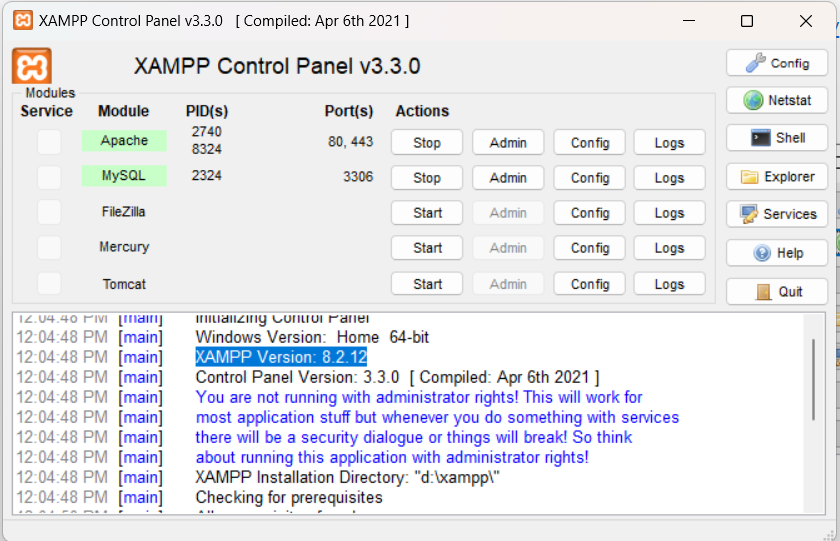 XAMPP Control Panel v3.3.0 [ Compiled: Apr 6th 2021 ]
XAMPP Control Panel v3.3.0
Config
Modules
Service Module PID(s) Port(s) Actions
Netstat
Apache 2740 8324 80, 443 Stop Admin Config Logs
Shell
MySQL 2324 3306 Stop Admin Config Logs
Explorer
FileZilla Start Admin Config Logs
Services
Mercury Start Admin Config Logs
Help
Tomcat Start Admin Config Logs
Quit
12:04:48 PM [main] Initializing Control Panel
12:04:48 PM [main] Windows Version: Home 64-bit
12:04:48 PM [main] XAMPP Version: 8.2.12
12:04:48 PM [main] Control Panel Version: 3.3.0 [ Compiled: Apr 6th 2021 ]
12:04:48 PM [main] You are not running with administrator rights! This will work for
12:04:48 PM [main] most application stuff but whenever you do something with services
12:04:48 PM [main] there will be a security dialogue or things will break! So think
12:04:48 PM [main] about running this application with administrator rights!
12:04:48 PM [main] XAMPP Installation Directory: "d:\xampp\"
12:04:48 PM [main] Checking for prerequisites